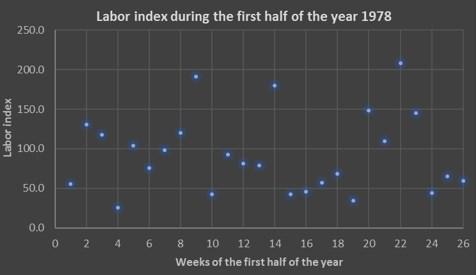 Labor index during the first half of the year 1978
250.0
200.0
150.0
100.0
50.0
0.0
Labor index
0 2 4 6 8 10 12 14 16 18 20 22 24 26
Weeks of the first half of the year